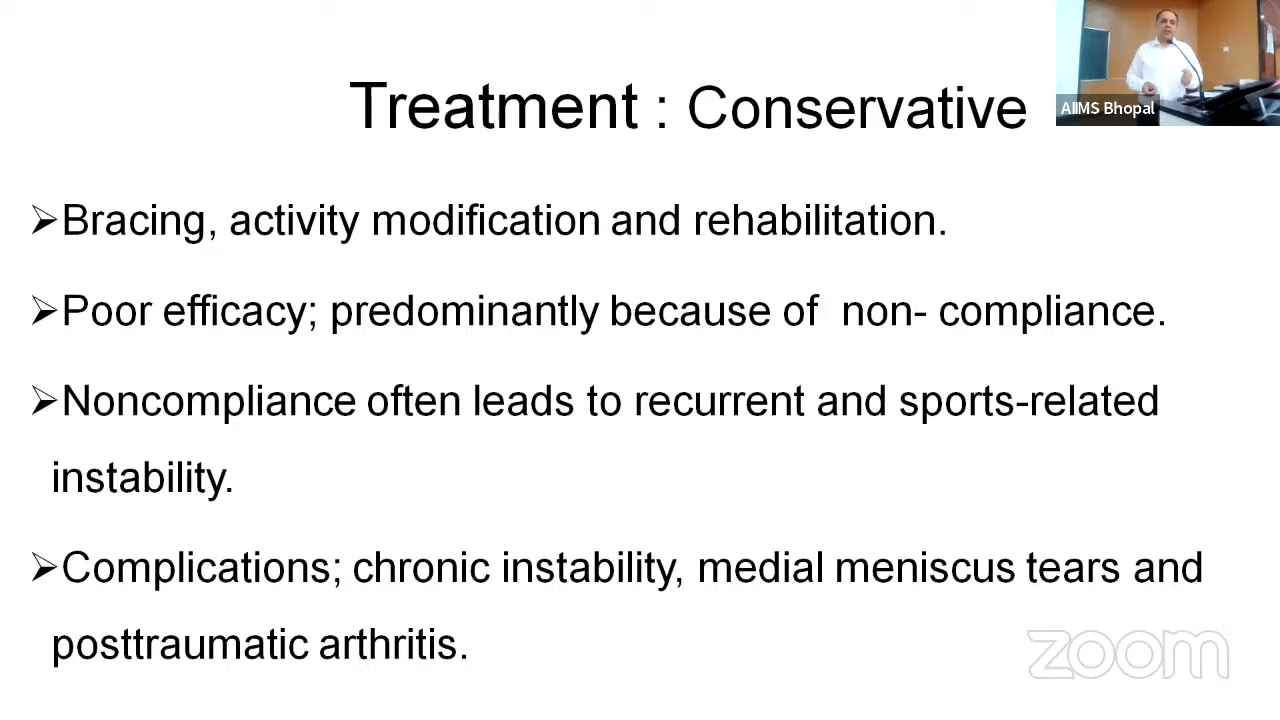 Treatment : Conservative
AIIMS Bhopal
➢Bracing, activity modification and rehabilitation.
➢Poor efficacy; predominantly because of  non- compliance.
➢Noncompliance often leads to recurrent and sports-related
instability.
➢Complications; chronic instability, medial meniscus tears and
posttraumatic arthritis.
zoom